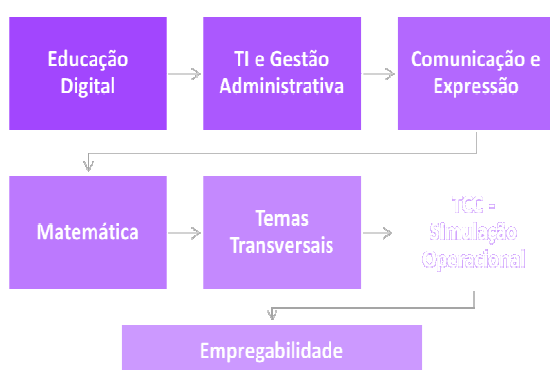 Educação
Digital
TI e Gestão
Administrativa
Comunicação e
Expressão
Matemática
Temas
Transversais
TCC -
Simulação
Operacional
Empregabilidade